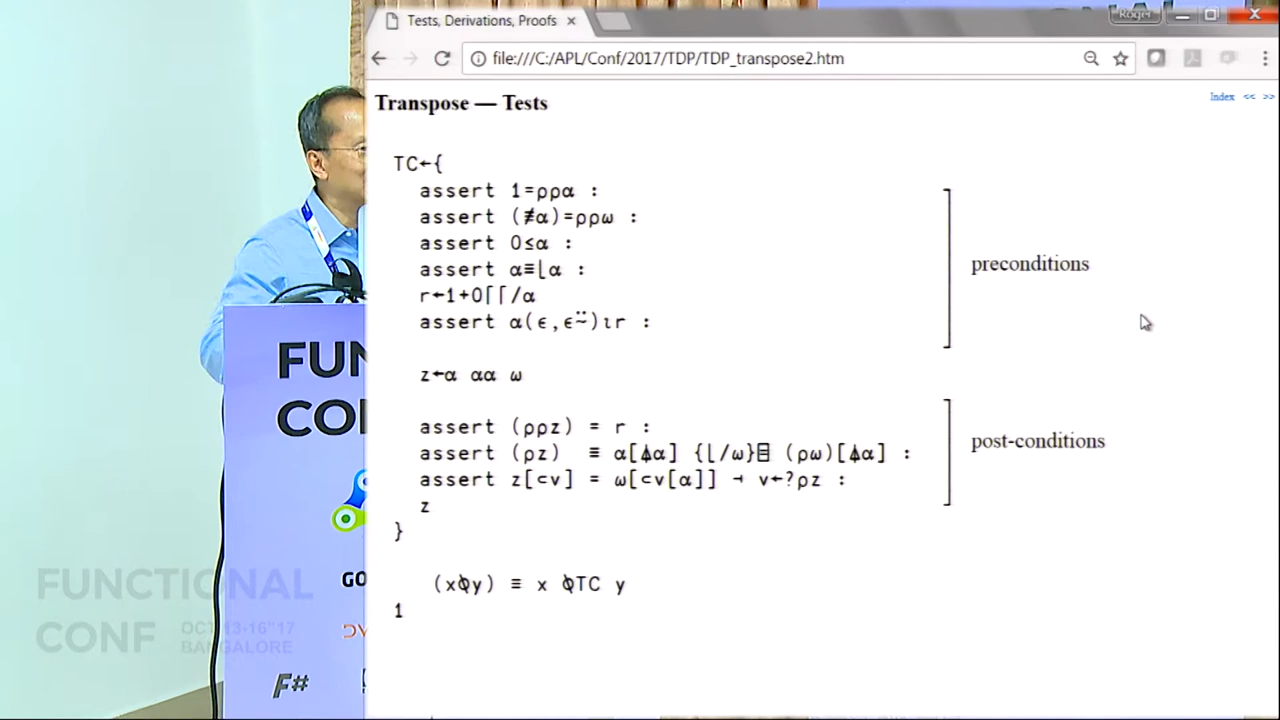 Tests, Derivations, Proofs
Roger
file:///C:/APL/Conf/2017/TDP/TDP_transpose2.htm
Transpose — Tests
Index << >>
TC←{
assert 1=⍴⍴⍺ :
assert (≢⍺)=⍴⍴⍵ :
assert 0≤⍺ :
assert ⍺≡⌊⍺ :
r←1+0⌈⌈/⍺
assert ⍺(∊,∊⍨)⍳r :
preconditions
z←⍺ ⍺⍺ ⍵
assert (⍴⍴z) = r :
assert (⍴z) ≡ ⍺[⍋⍺] {⌊/⍵}⌸ (⍴⍵)[⍋⍺] :
assert z[⊂v] = ⍵[⊂v[⍺]] ⊣ v←?⍴z :
z
}
post-conditions
(x⍉y) ≡ x ⍉TC y
1
FUN
CO
GO
F#
FUNCTIONAL
CONF
OCT 13-16"17
BANGALORE